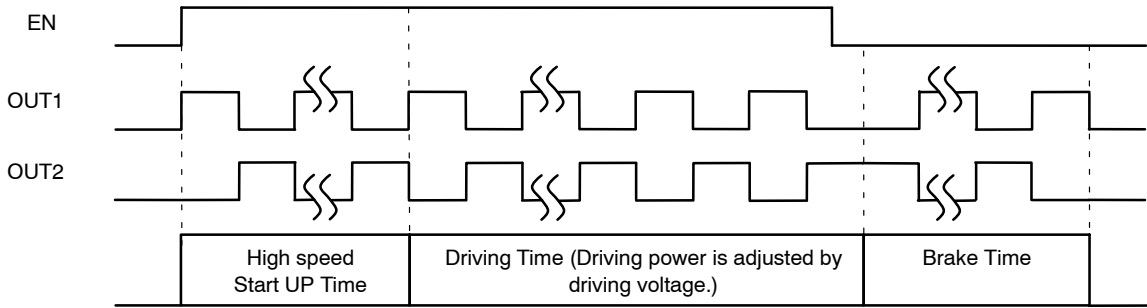 EN
OUT1
OUT2
High speed
Start UP Time
Driving Time (Driving power is adjusted by
driving voltage.)
Brake Time